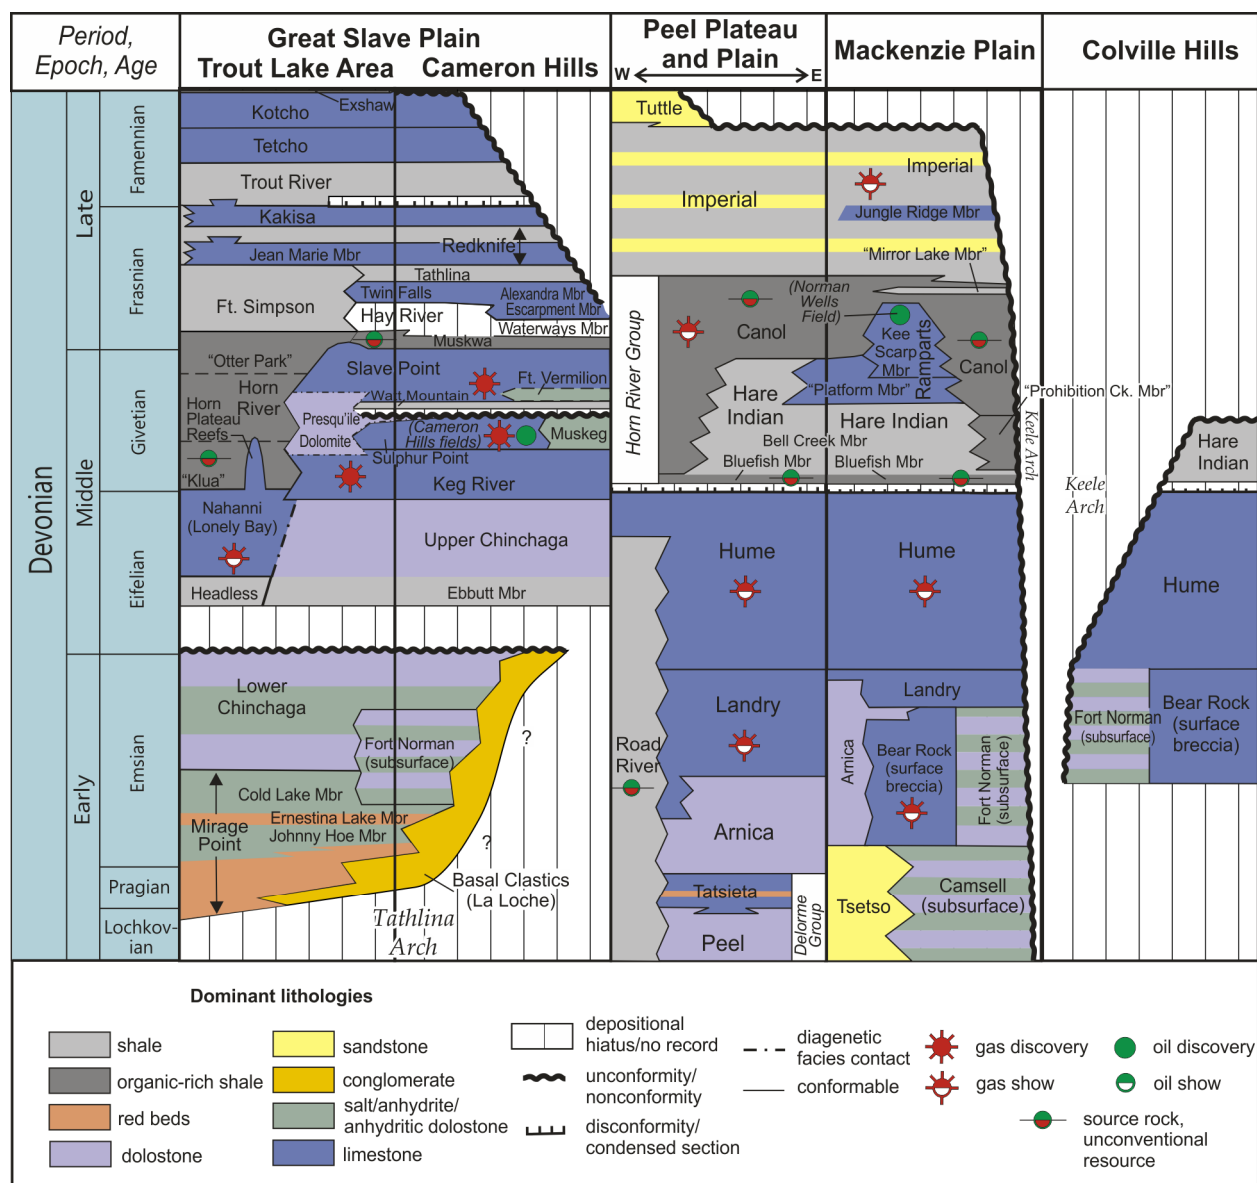 Period,
Epoch, Age
Great Slave Plain
Trout Lake Area
Cameron Hills
Peel Plateau
and Plain
W
E
Mackenzie Plain
Colville Hills
Devonian
Late
Middle
Early
Famennian
Frasnian
Givetian
Eifelian
Emsian
Pragian
Lochkov-
ian
Exshaw
Kotcho
Tetcho
Trout River
Kakisa
Redknife
Jean Marie Mbr
Tathlina
Ft. Simpson
Twin Falls
Alexandra Mbr
Escarpment Mbr
Hay River
Waterways Mbr
Muskwa
"Otter Park"
Slave Point
Horn
River
Ft. Vermilion
Watt Mountain
Horn
Plateau
Reefs
Presqu'ile
Dolomite
(Cameron
Hills fields)
Muskeg
Sulphur Point
"Klua"
Keg River
Nahanni
(Lonely Bay)
Upper Chinchaga
Headless
Ebbutt Mbr
Lower
Chinchaga
Fort Norman
(subsurface)
Cold Lake Mbr
Ernestina Lake Mbr
Mirage
Point
Johnny Hoe Mbr
?
?
Basal Clastics
(La Loche)
Tathlina
Arch
Tuttle
Imperial
Imperial
Jungle Ridge Mbr
"Mirror Lake Mbr"
Horn River Group
Canol
(Norman
Wells
Field)
Kee
Scarp
Mbr
Ramparts
Canol
"Platform Mbr"
Hare
Indian
Hare Indian
"Prohibition Ck. Mbr"
Keele Arch
Bell Creek Mbr
Bluefish Mbr
Bluefish Mbr
Keele
Arch
Hare
Indian
Hume
Hume
Hume
Road
River
Landry
Landry
Arnica
Arnica
Bear Rock
(surface
breccia)
Fort Norman
(subsurface)
Fort Norman
(subsurface)
Bear Rock
(surface
breccia)
Tatsieta
Peel
Delorme
Group
Tsetso
Camsell
(subsurface)
Dominant lithologies
shale
organic-rich shale
red beds
dolostone
sandstone
conglomerate
salt/anhydrite/
anhydritic dolostone
limestone
depositional
hiatus/no record
unconformity/
nonconformity
disconformity/
condensed section
diagenetic
facies contact
conformable
gas discovery
gas show
oil discovery
oil show
source rock,
unconventional
resource